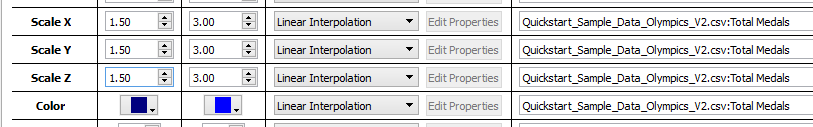 Scale X 1.50 3.00 Linear Interpolation Edit Properties Quickstart_Sample_Data_Olympics_V2.csv:Total Medals
Scale Y 1.50 3.00 Linear Interpolation Edit Properties Quickstart_Sample_Data_Olympics_V2.csv:Total Medals
Scale Z 1.50 3.00 Linear Interpolation Edit Properties Quickstart_Sample_Data_Olympics_V2.csv:Total Medals
Color Linear Interpolation Edit Properties Quickstart_Sample_Data_Olympics_V2.csv:Total Medals